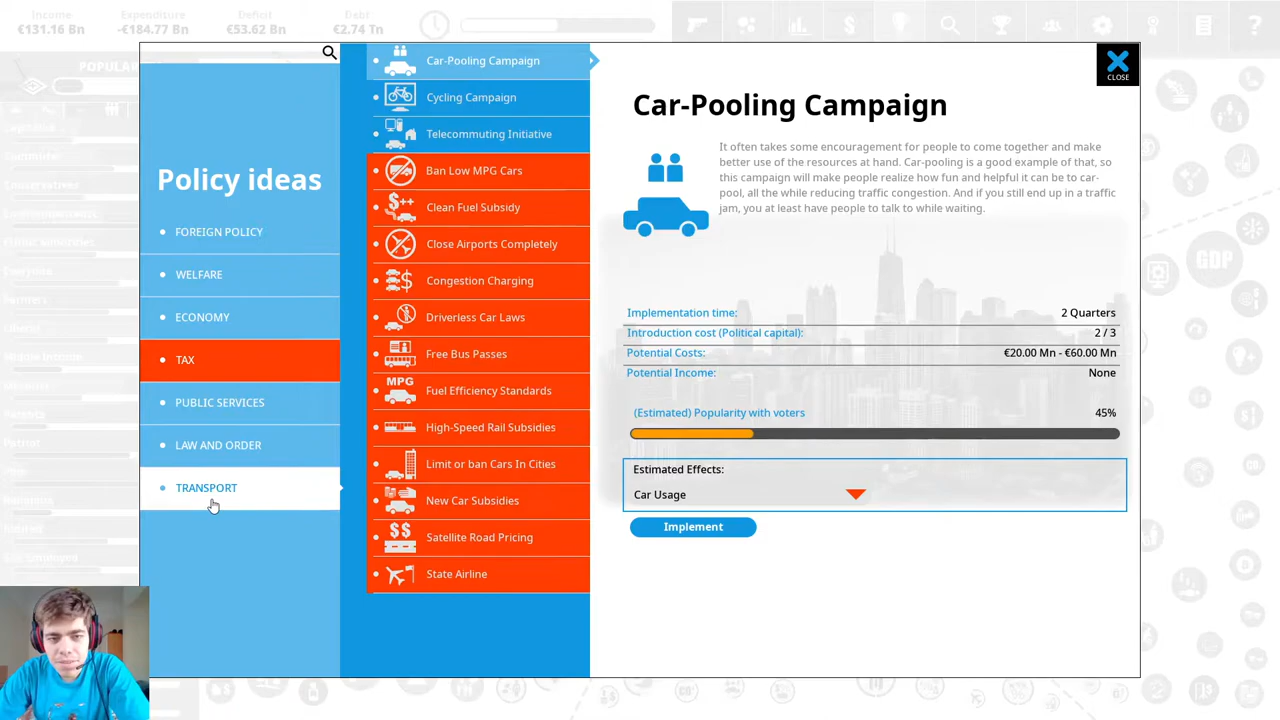 Income
€131.16 Bn
Expenditure
-€184.77 Bn
Deficit
€53.62 Bn
Debt
€2.74 Tn
Policy ideas
FOREIGN POLICY
WELFARE
ECONOMY
TAX
PUBLIC SERVICES
LAW AND ORDER
TRANSPORT
Car-Pooling Campaign
Cycling Campaign
Telecommuting Initiative
Ban Low MPG Cars
Clean Fuel Subsidy
Close Airports Completely
Congestion Charging
Driverless Car Laws
Free Bus Passes
MPG
Fuel Efficiency Standards
High-Speed Rail Subsidies
Limit or ban Cars In Cities
New Car Subsidies
Satellite Road Pricing
State Airline
CLOSE
Car-Pooling Campaign
It often takes some encouragement for people to come together and make
better use of the resources at hand. Car-pooling is a good example of that, so
this campaign will make people realize how fun and helpful it can be to car-
pool, all the while reducing traffic congestion. And if you still end up in a traffic
jam, you at least have people to talk to while waiting.
Implementation time: 2 Quarters
Introduction cost (Political capital): 2 / 3
Potential Costs: €20.00 Mn - €60.00 Mn
Potential Income: None
(Estimated) Popularity with voters 45%
Estimated Effects:
Car Usage
Implement
GDP